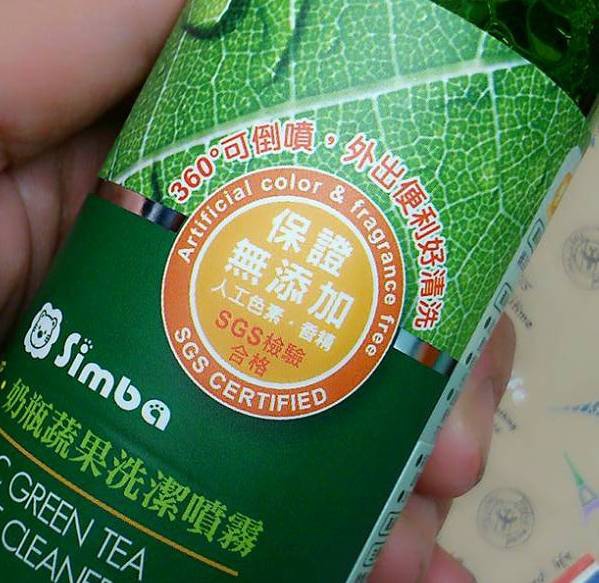 360°可倒噴，外出便利好清洗
Artificial color & fragrance free
保證
無添加
人工色素．香精
SGS檢驗
合格
SGS CERTIFIED
Simba
奶瓶蔬果洗潔噴霧
C GREEN TEA
CLEANE